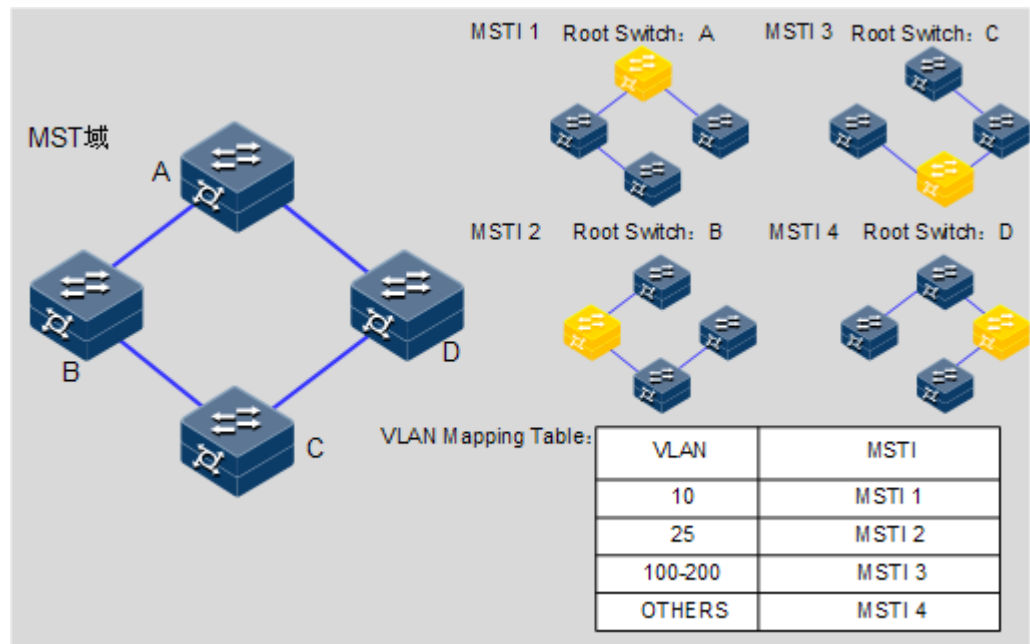 MSTI 1 Root Switch：A
MSTI 3 Root Switch：C
MST域
A
B
D
C
MSTI 2 Root Switch：B
MSTI 4 Root Switch：D
VLAN Mapping Table：
VLAN MSTI
10 MSTI 1
25 MSTI 2
100-200 MSTI 3
OTHERS MSTI 4